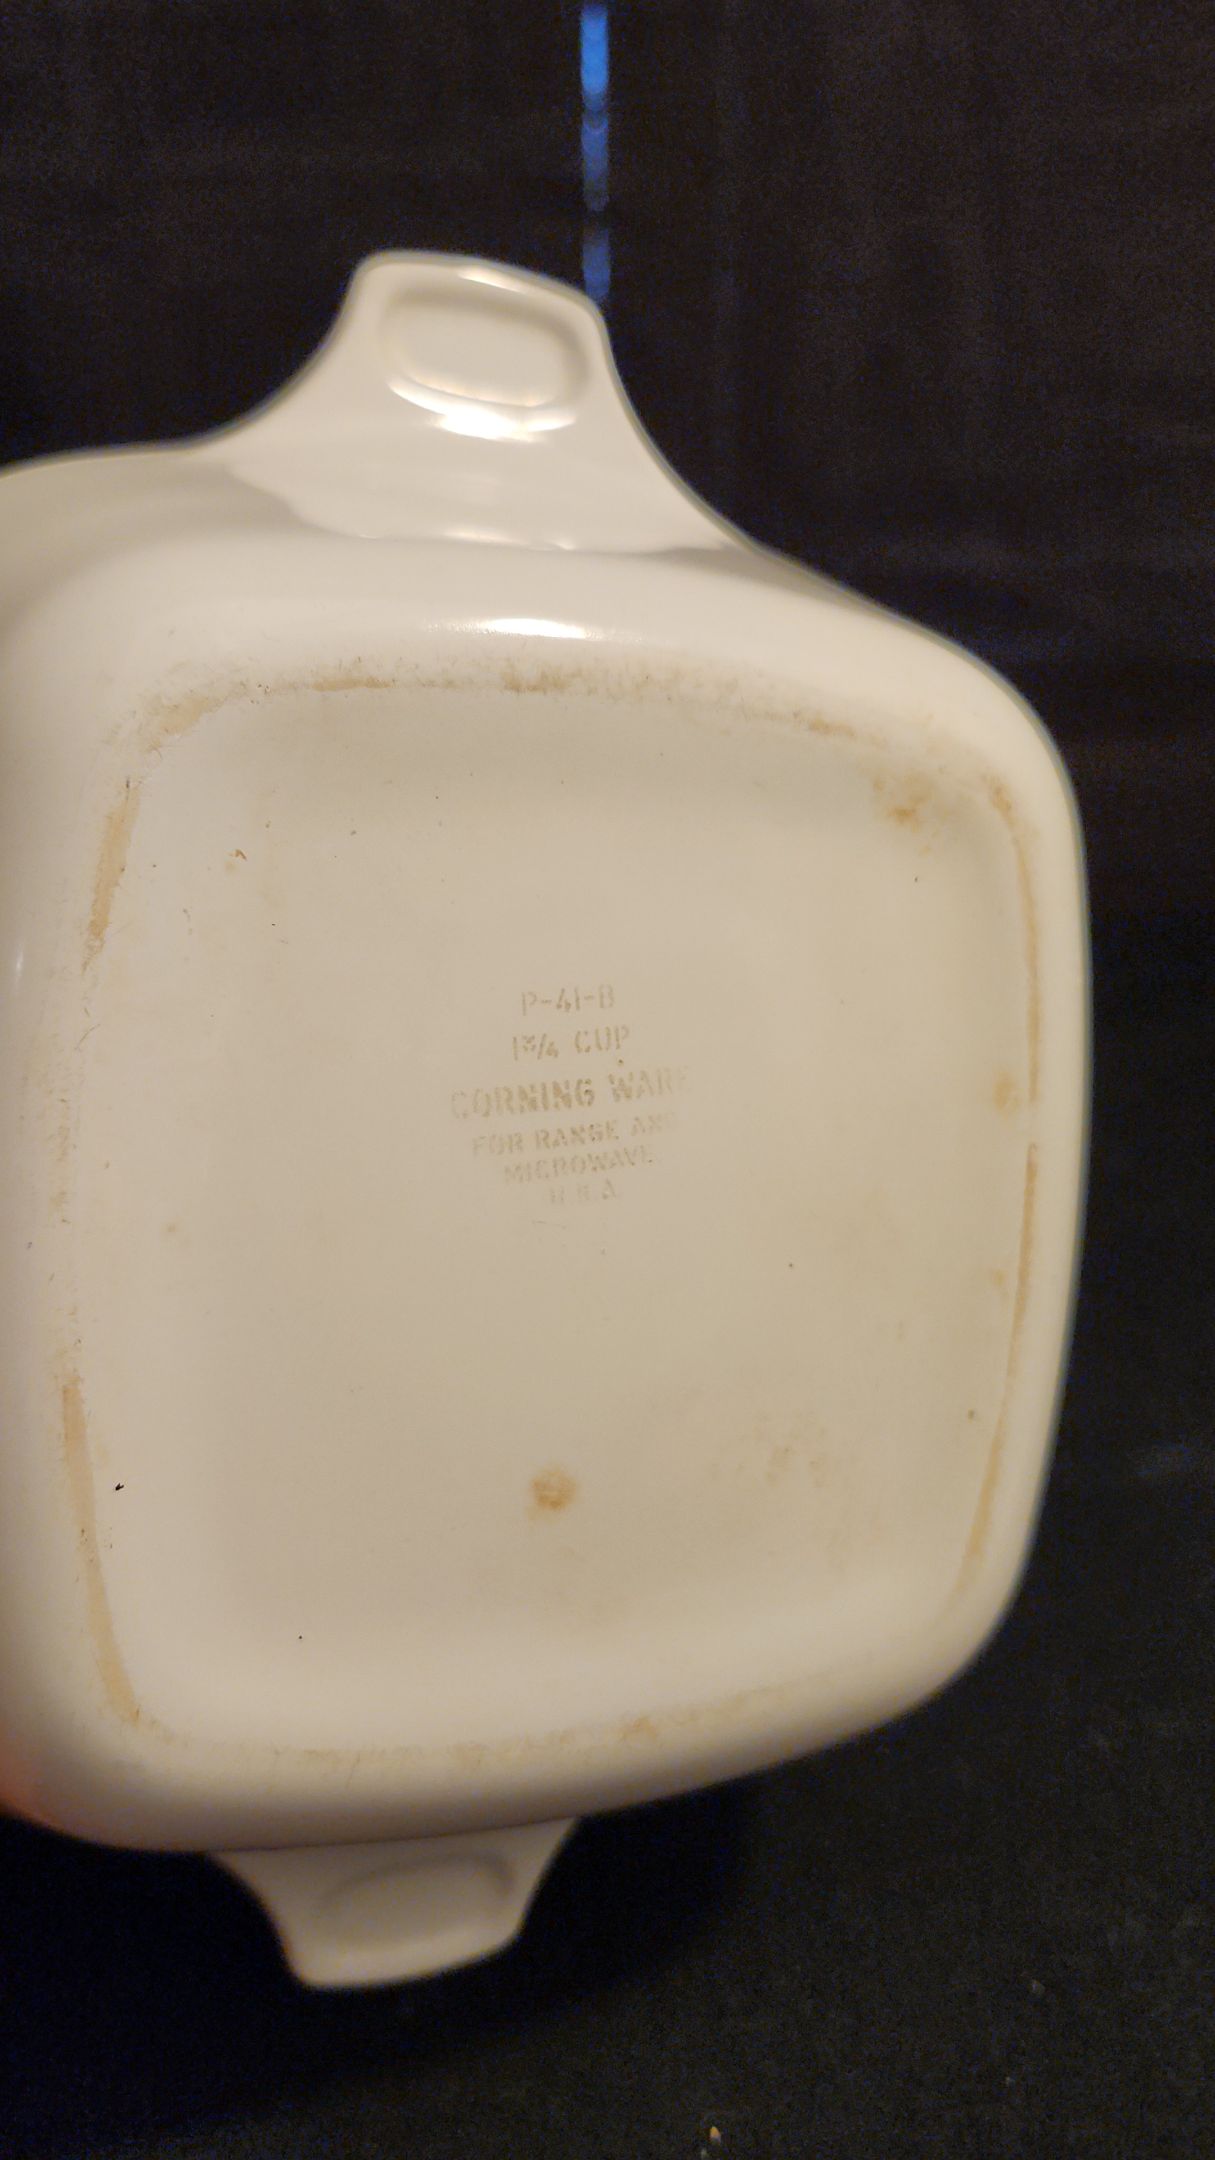 P-41-B
1¾ CUP
CORNING WARE
FOR RANGE AND
MICROWAVE
U.S.A